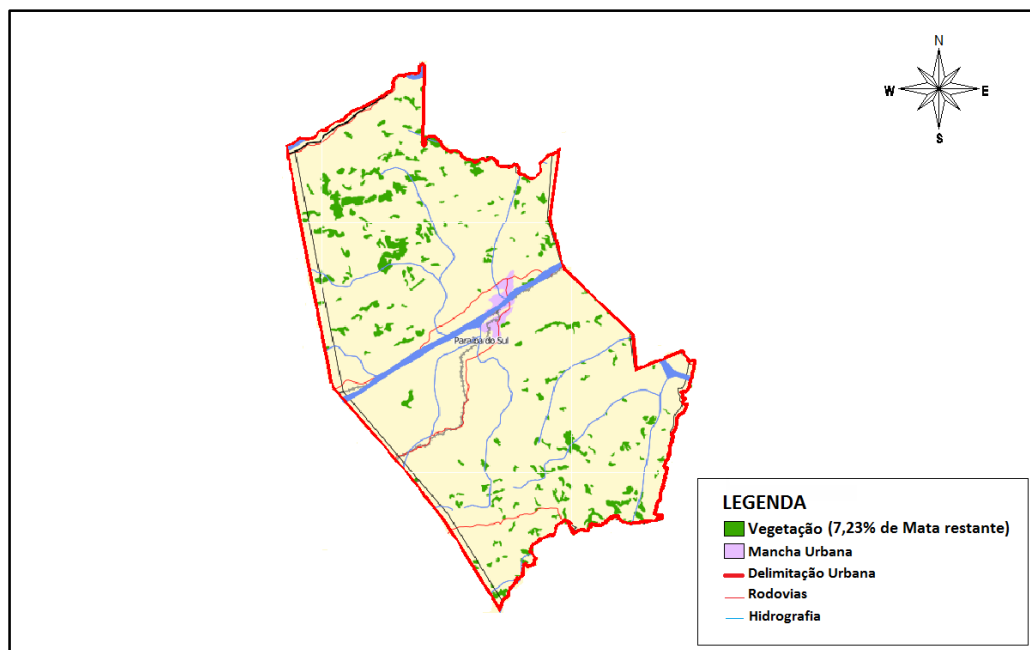 N
W E
S
Paraíba do Sul
LEGENDA
Vegetação (7,23% de Mata restante)
Mancha Urbana
Delimitação Urbana
Rodovias
Hidrografia